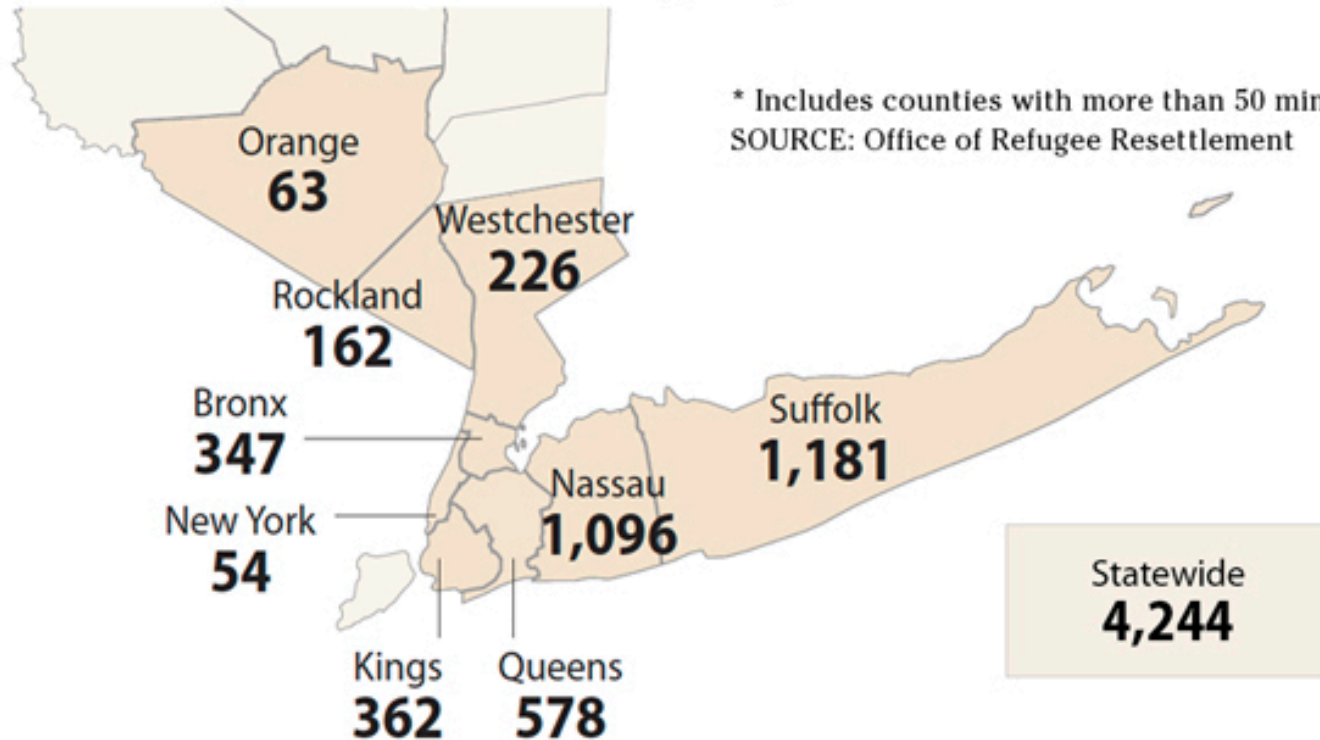 * Includes counties with more than 50
SOURCE: Office of Refugee Resettlement
Orange
63
Westchester
226
Rockland
162
Bronx
347
Suffolk
1,181
Nassau
1,096
New York
54
Statewide
4,244
Kings
362
Queens
578